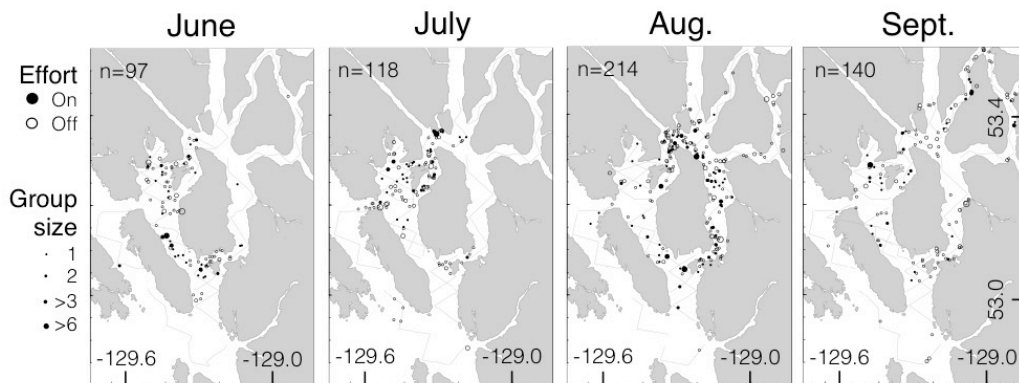 June
July
Aug.
Sept.
Effort
On
Off
Group
size
1
2
>3
>6
n=97
-129.6
-129.0
n=118
-129.6
-129.0
n=214
-129.6
-129.0
n=140
53.4
53.0
-129.6
-129.0